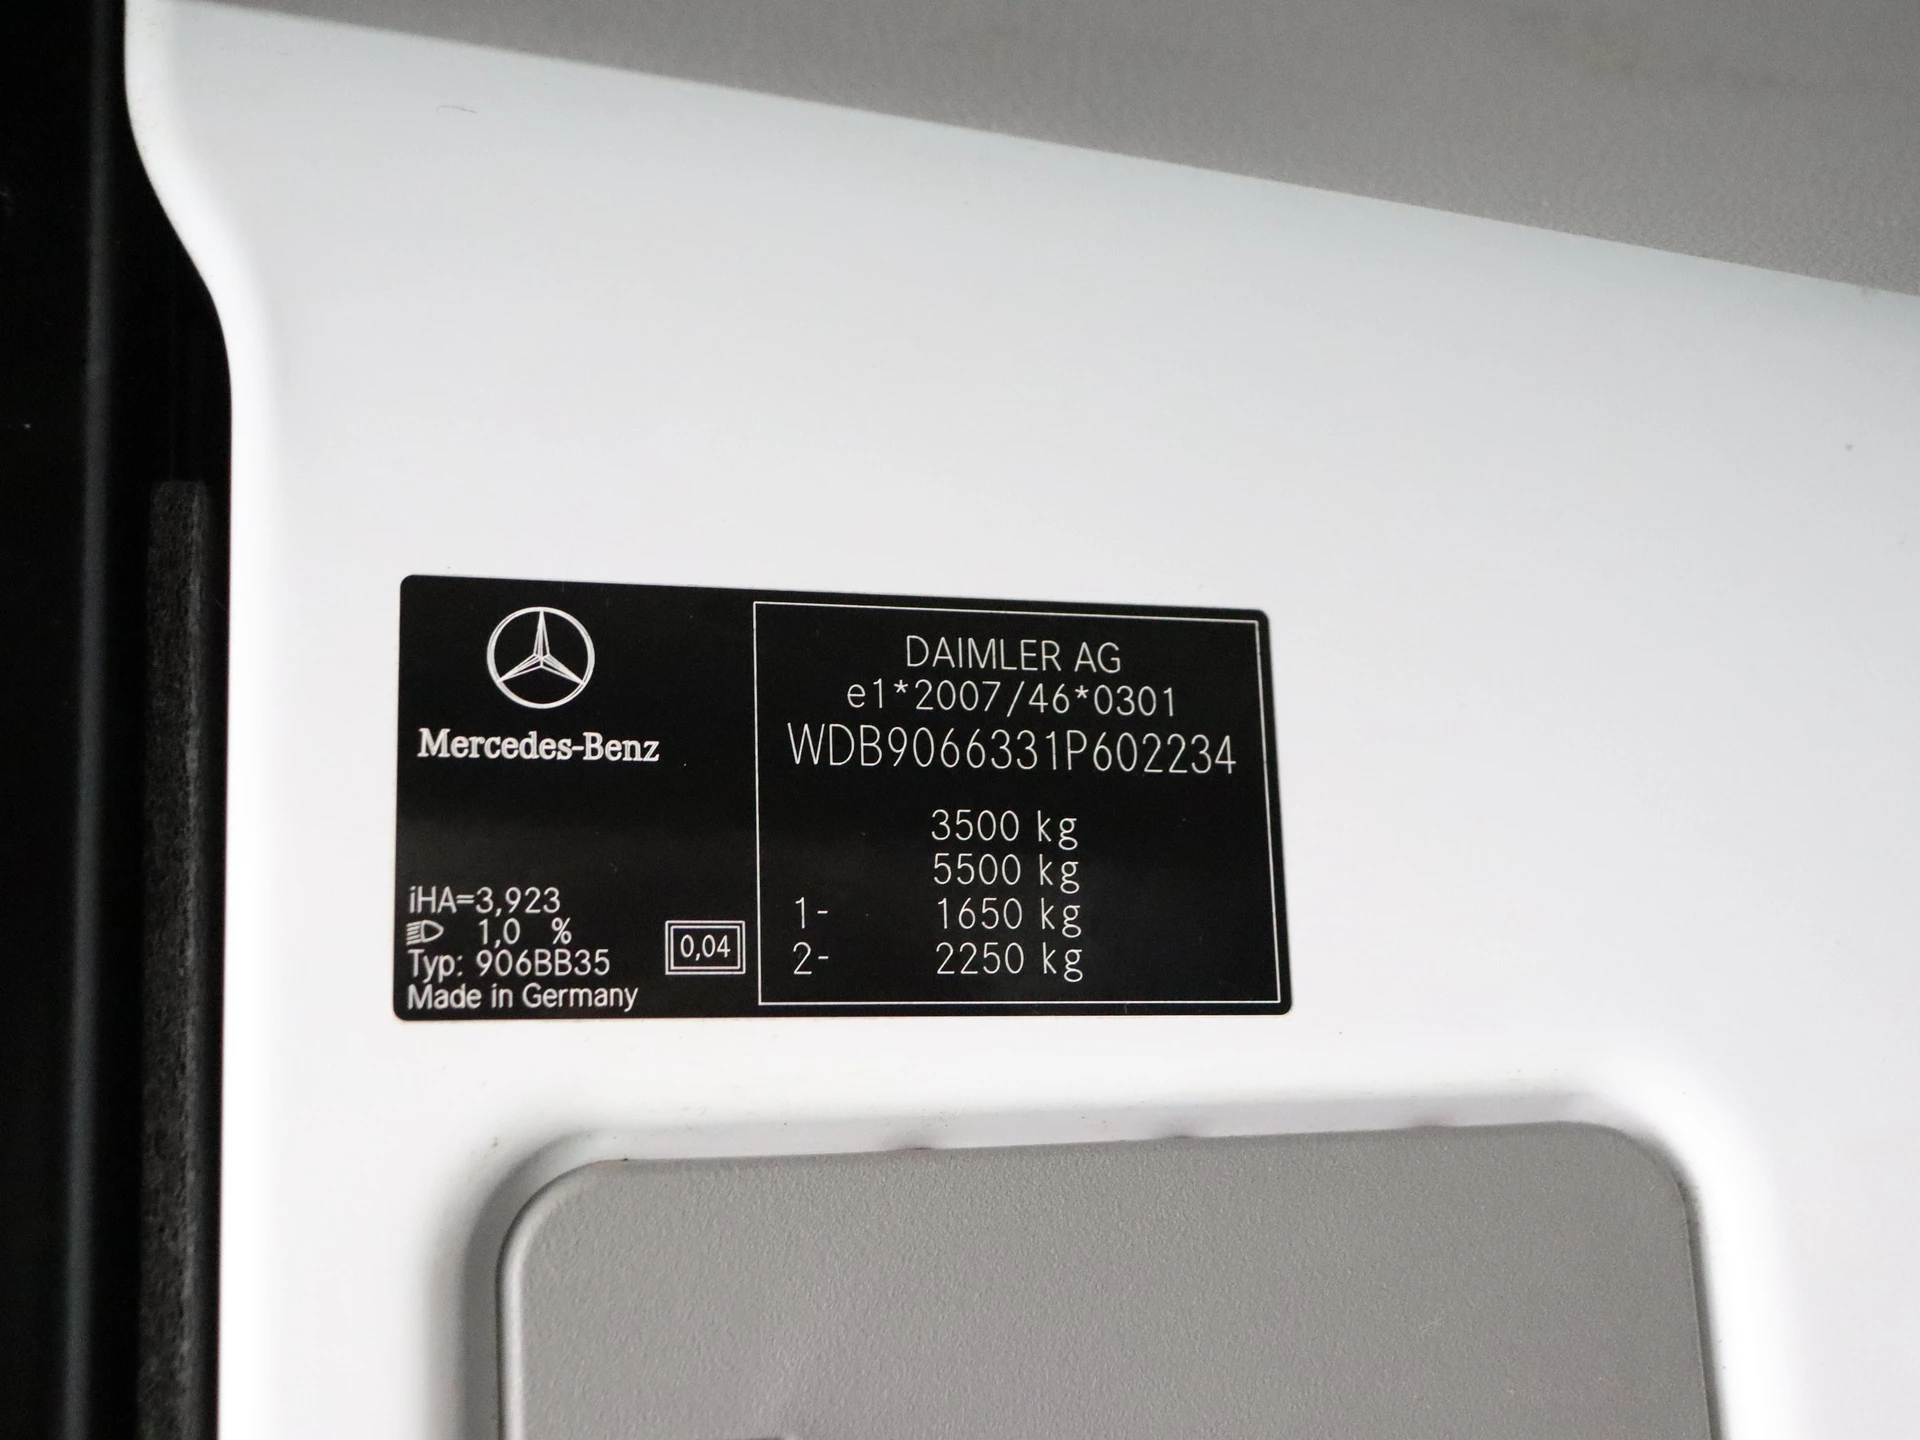 Mercedes-Benz
iHA=3,923
1,0 %
Typ: 906BB35
Made in Germany
0,04
DAIMLER AG
e1*2007/46*0301
WDB9066331P602234
3500 kg
5500 kg
1- 1650 kg
2- 2250 kg